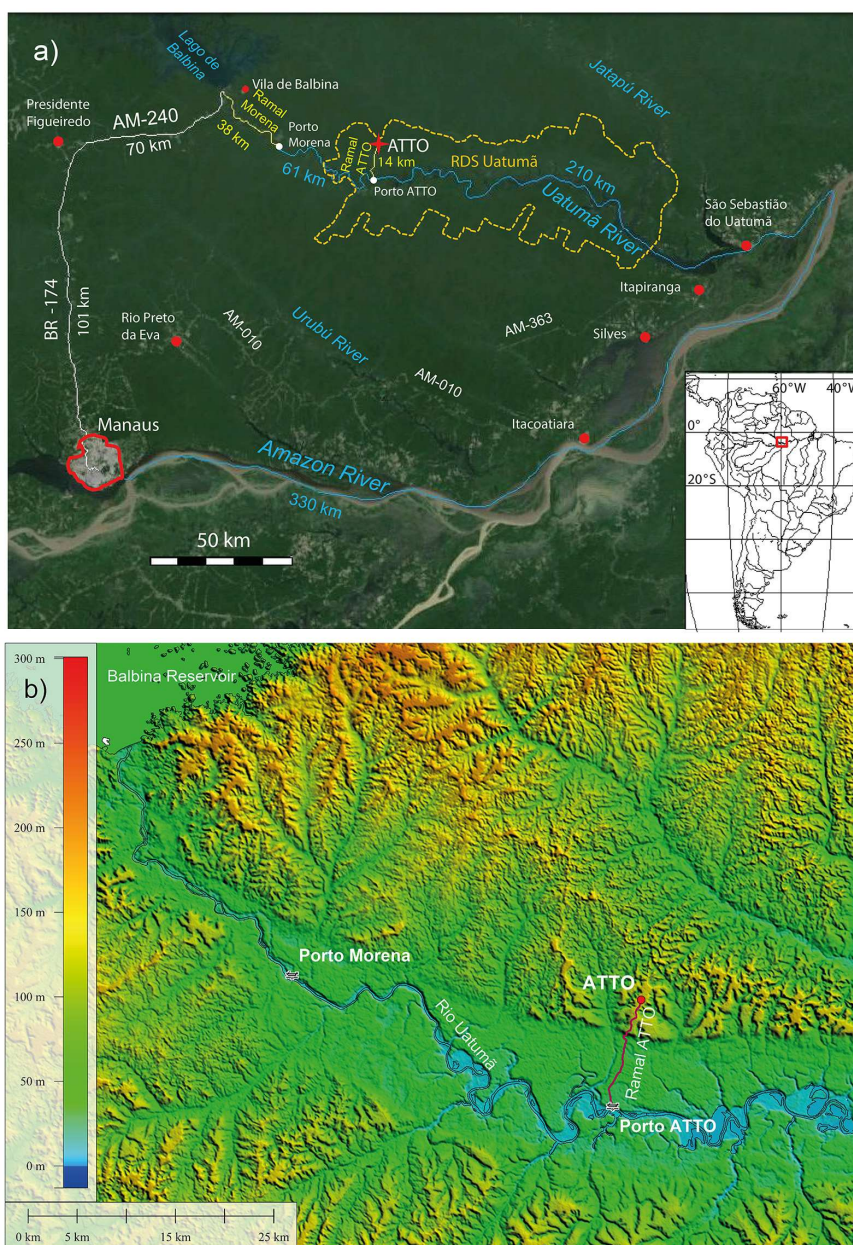 a)
Lago de
Balbina
Vila de Balbina
Jatapú River
Presidente
Figueiredo
AM-240
70 km
Ramal
Morena
38 km
Porto
Morena
61 km
Ramal
ATTO
ATTO
14 km
Porto ATTO
RDS Uatumã
210 km
Uatumã River
São Sebastião
do Uatumã
Itapiranga
BR -174
101 km
Rio Preto
da Eva
AM-010
Urubú River
AM-363
Silves
AM-010
Itacoatiara
Manaus
Amazon River
330 km
50 km
60°W
40°W
0°
20°S
b)
300 m
250 m
200 m
150 m
100 m
50 m
0 m
Balbina Reservoir
Porto Morena
Rio Uatumã
ATTO
Ramal ATTO
Porto ATTO
0 km
5 km
15 km
25 km